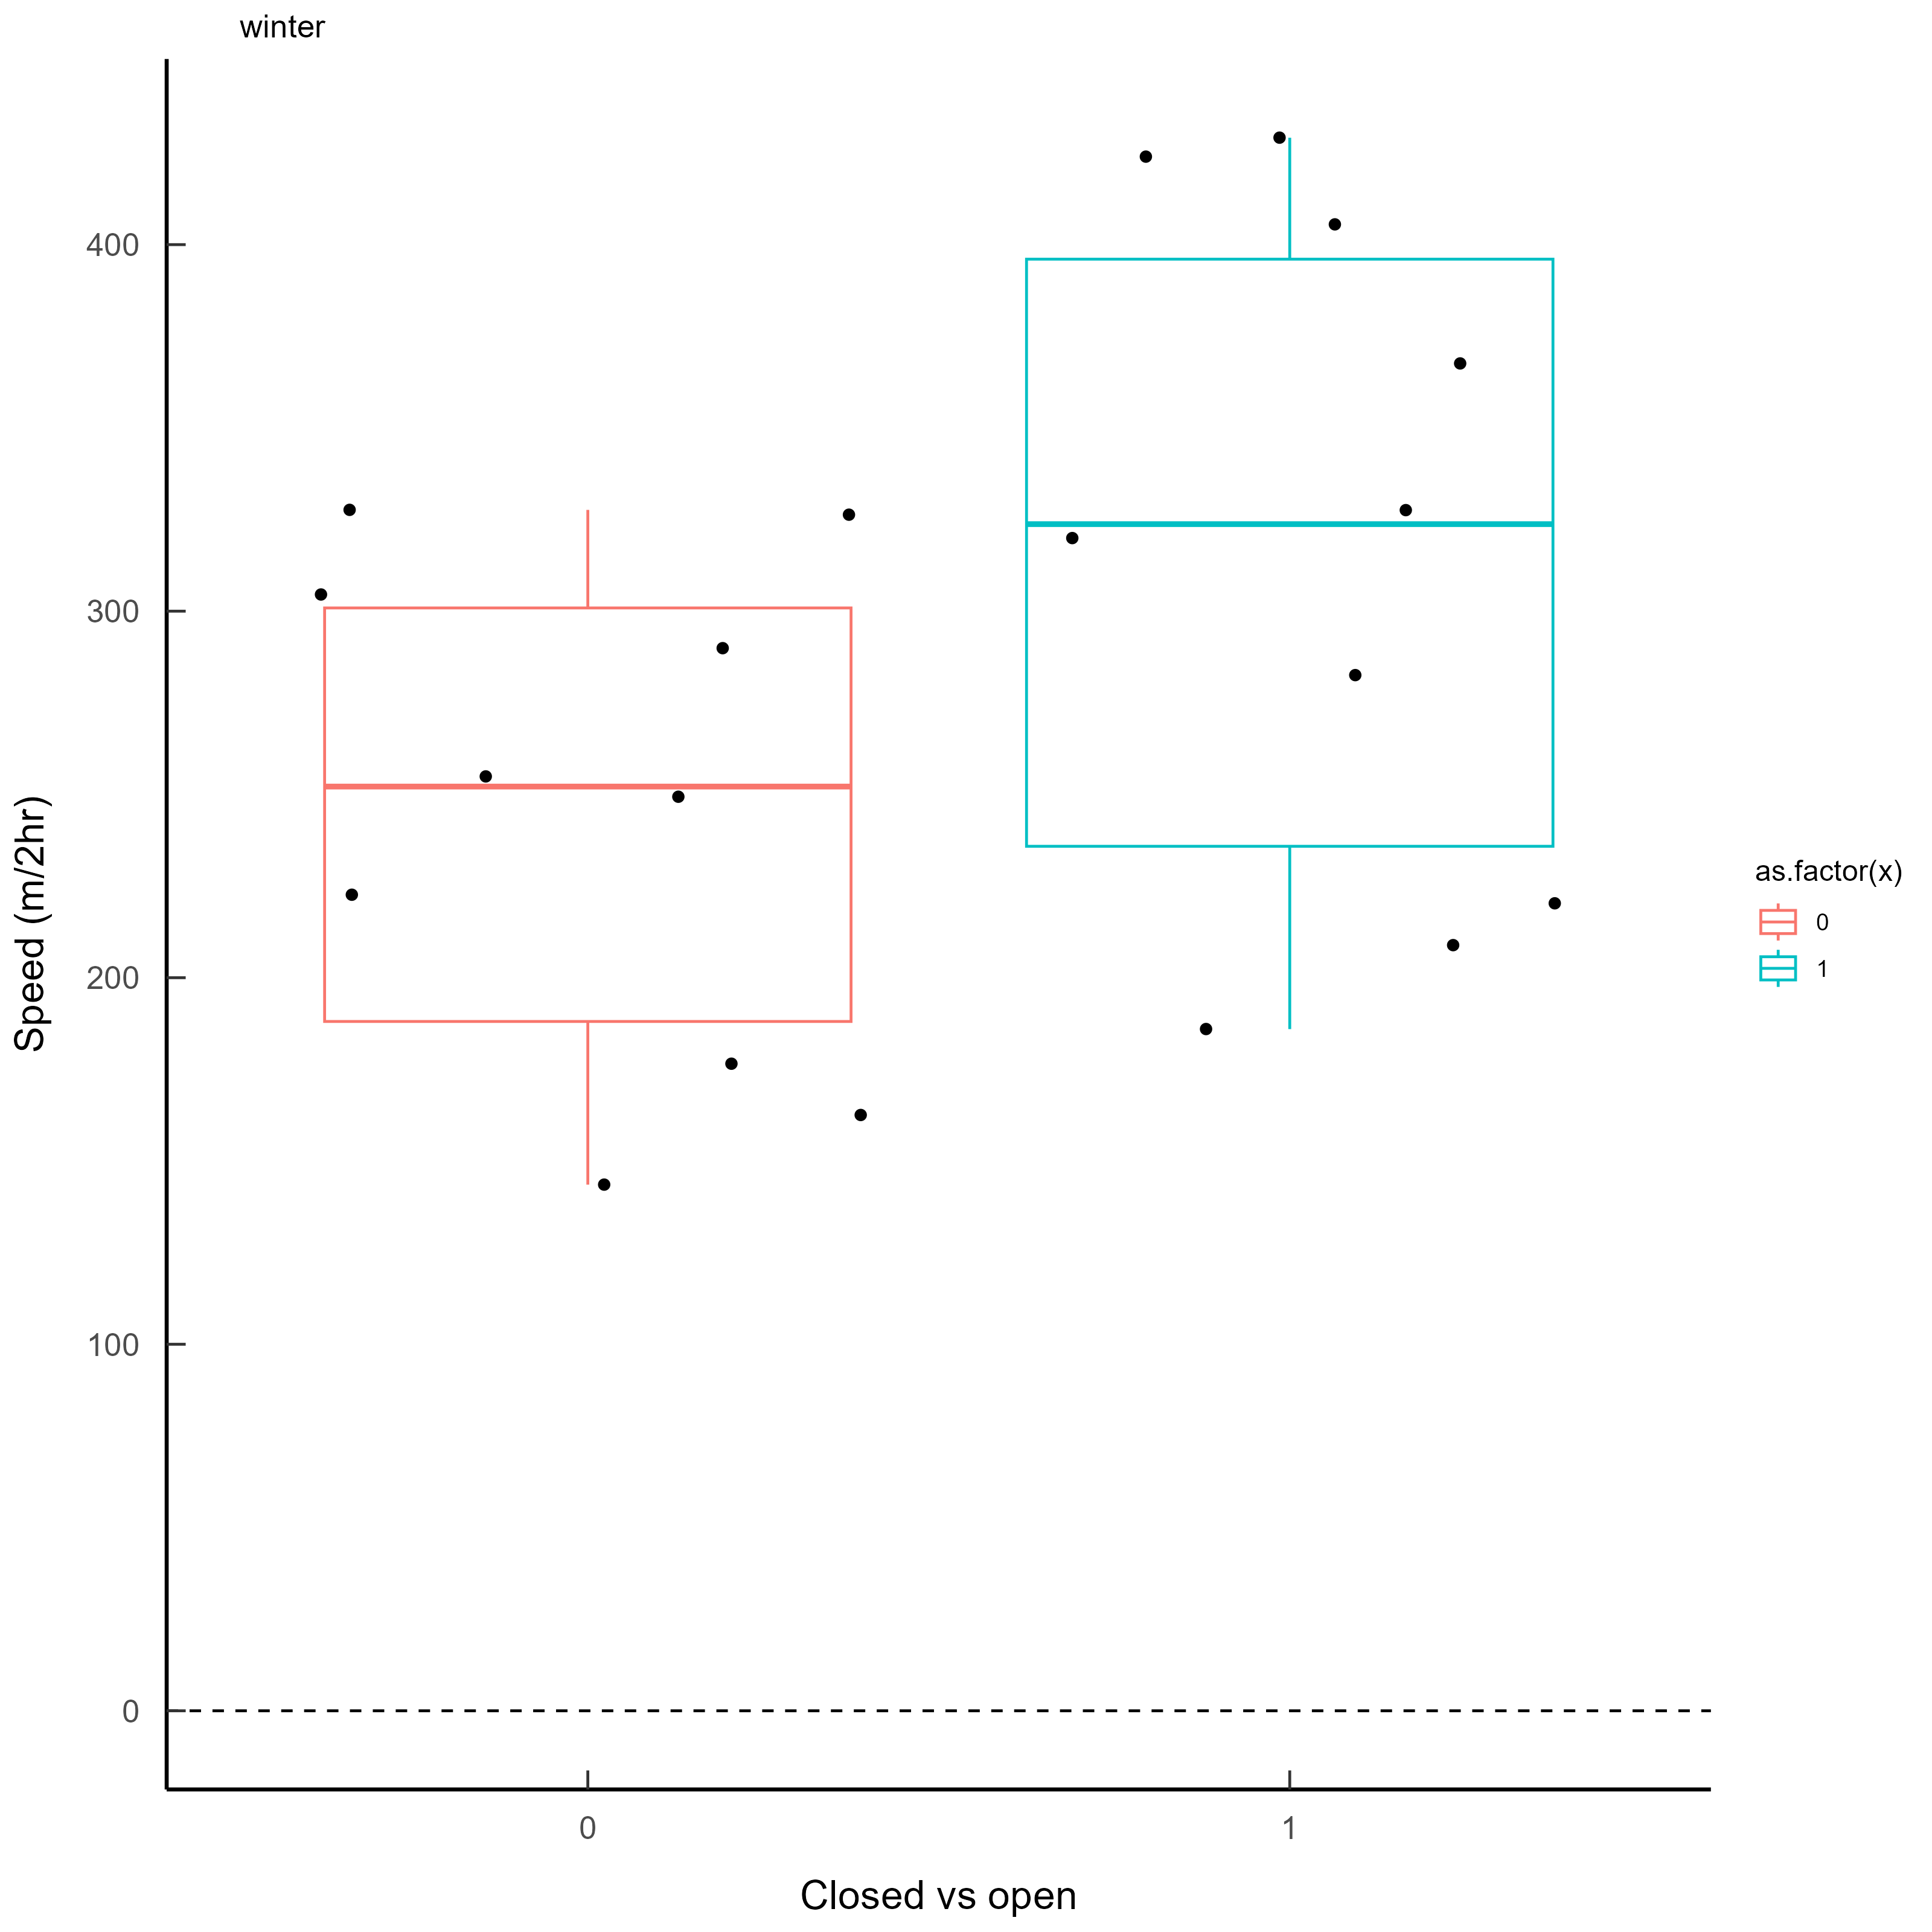 winter
400
300
200
100
0
Speed (m/2hr)
0
1
Closed vs open
as.factor(x)
0
1